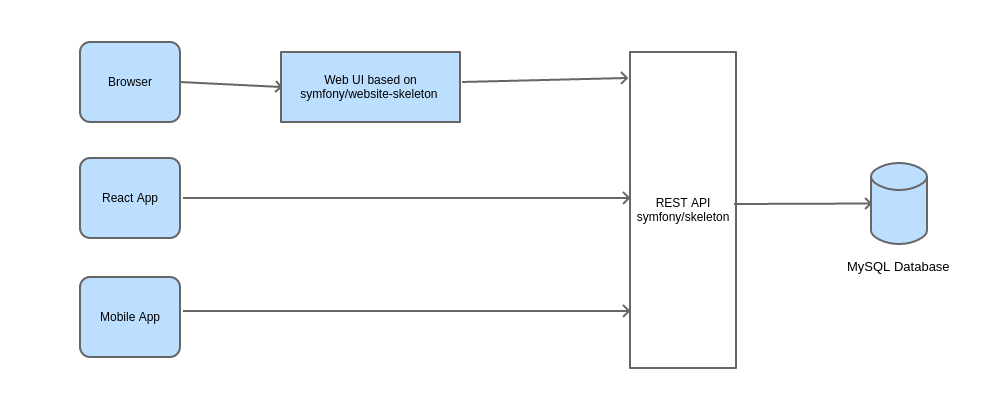 Browser
Web UI based on
symfony/website-skeleton
React App
REST API
symfony/skeleton
MySQL Database
Mobile App